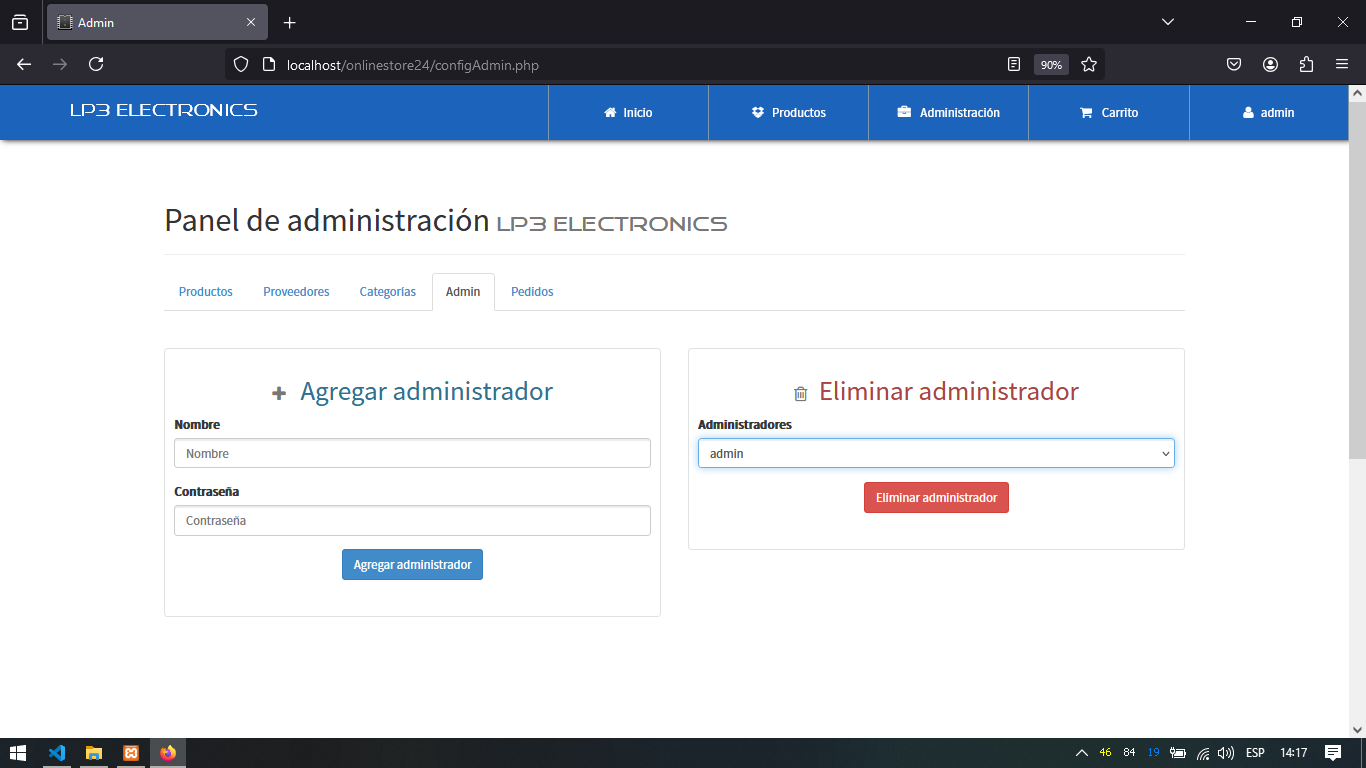 Admin
localhost/onlinestore24/configAdmin.php
90%
LP3 ELECTRONICS
Inicio
Productos
Administración
Carrito
admin
Panel de administración LP3 ELECTRONICS
Productos
Proveedores
Categorías
Admin
Pedidos
Agregar administrador
Nombre
Nombre
Contraseña
Contraseña
Agregar administrador
Eliminar administrador
Administradores
admin
Eliminar administrador
46
84
19
ESP
14:17